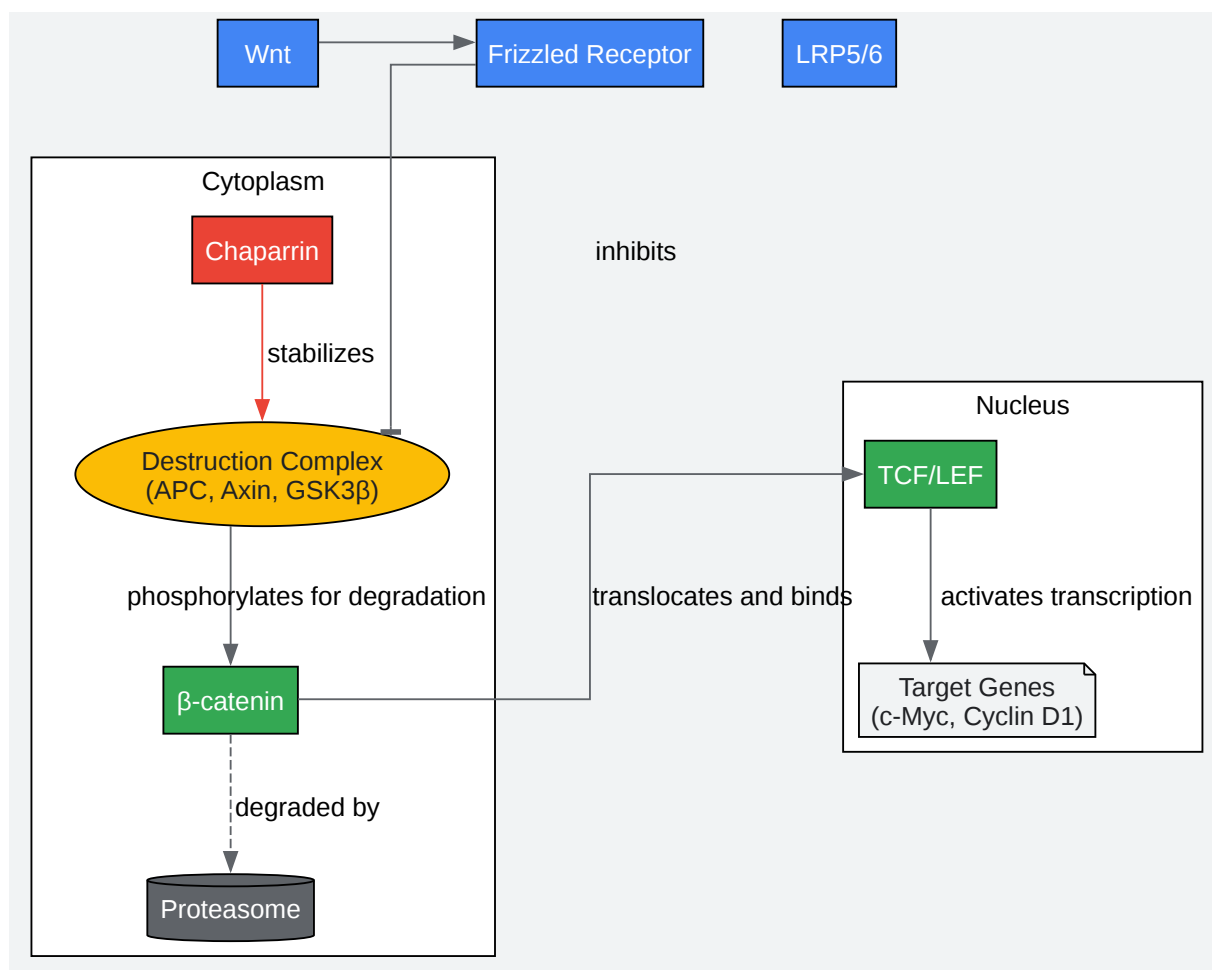 Wnt
Frizzled Receptor
LRP5/6
Cytoplasm
Chaparrin
inhibits
stabilizes
Nucleus
Destruction Complex
(APC, Axin, GSK3β)
TCF/LEF
phosphorylates for degradation
translocates and binds
activates transcription
β-catenin
Target Genes
(c-Myc, Cyclin D1)
degraded by
Proteasome